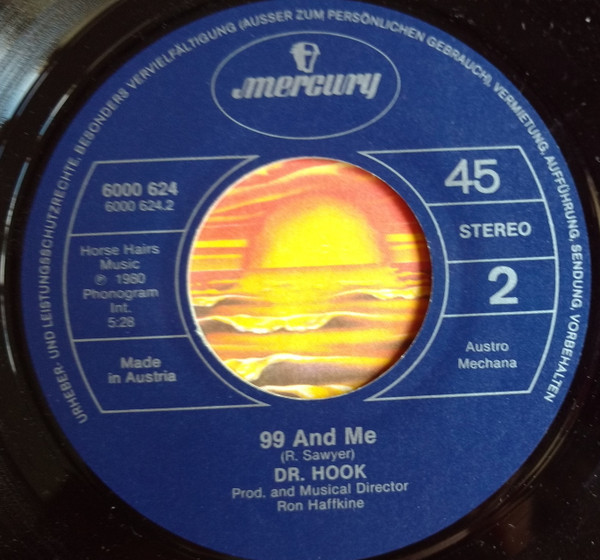 URHEBER- UND LEISTUNGSSCHUTZRECHTE, BESONDERS VERVIELFÄLTIGUNG (AUSSER ZUM PERSÖNLICHEN GEBRAUCH), VERMIETUNG, AUFFÜHRUNG, SENDUNG, VORBEHALTEN
mercury
6000 624
6000 624.2
Horse Hairs
Music
℗ 1980
Phonogram
Int.
5:28
Made
in Austria
45
STEREO
2
Austro
Mechana
99 And Me
(R. Sawyer)
DR. HOOK
Prod. and Musical Director
Ron Haffkine